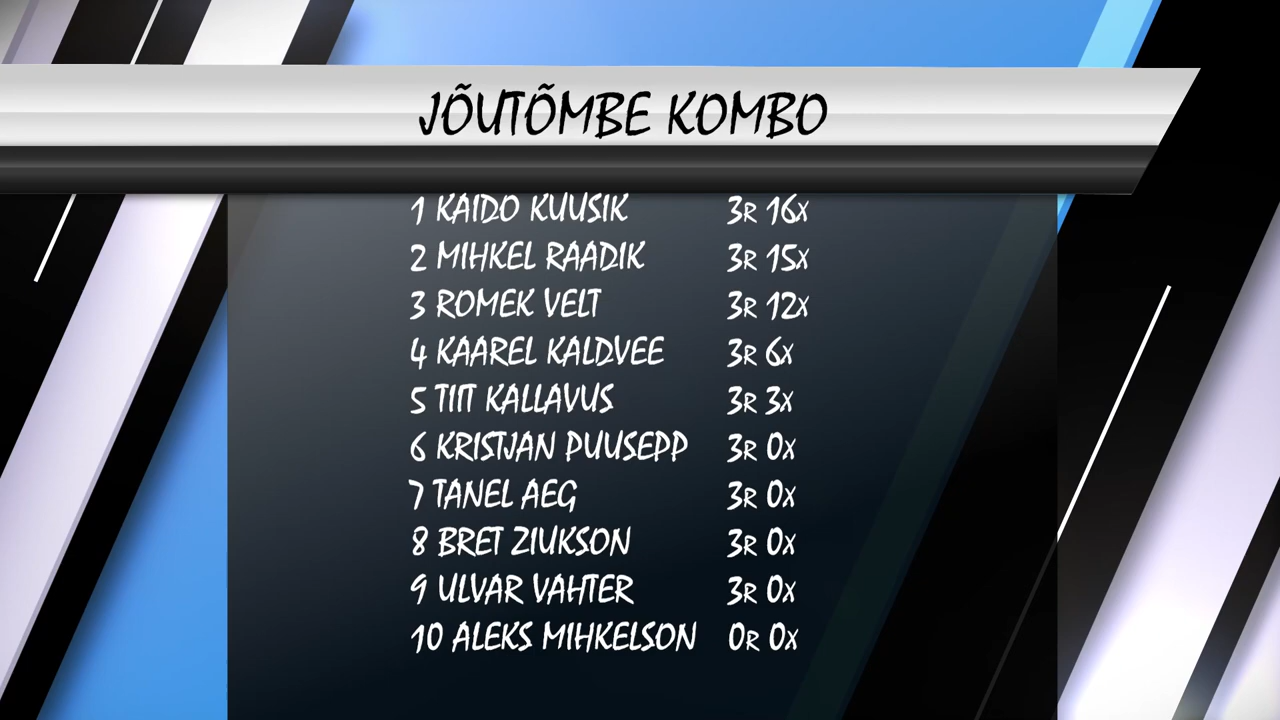 JÕUTÕMBE KOMBO
1 KAIDO KUUSIK 3R 16X
2 MIHKEL RAADIK 3R 15X
3 ROMEK VELT 3R 12X
4 KAAREL KALDVEE 3R 6X
5 TIIT KALLAVUS 3R 3X
6 KRISTJAN PUUSEPP 3R 0X
7 TANEL AEG 3R 0X
8 BRET ZIUKSON 3R 0X
9 ULVAR VAHTER 3R 0X
10 ALEKS MIHKELSON 0R 0X